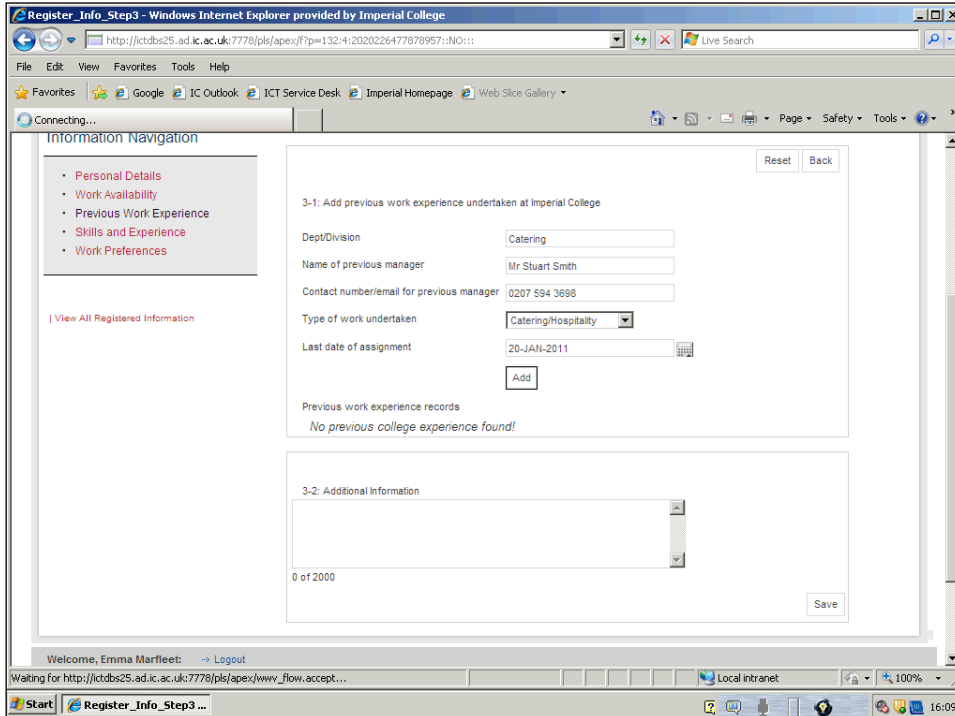 Register_Info_Step3 - Windows Internet Explorer provided by Imperial College
http://ictdbs25.ad.ic.ac.uk:7778/pls/apex/f?p=132:4:2020226477878957::NO:::
Live Search
File Edit View Favorites Tools Help
Favorites Google IC Outlook ICT Service Desk Imperial Homepage Web Slice Gallery
Connecting...
Page Safety Tools
Information Navigation
Reset Back
• Personal Details
• Work Availability
• Previous Work Experience
• Skills and Experience
• Work Preferences
| View All Registered Information
3-1: Add previous work experience undertaken at Imperial College
Dept/Division Catering
Name of previous manager Mr Stuart Smith
Contact number/email for previous manager 0207 594 3698
Type of work undertaken Catering/Hospitality
Last date of assignment 20-JAN-2011
Add
Previous work experience records
No previous college experience found!
3-2: Additional Information
0 of 2000
Save
Welcome, Emma Marfleet: -> Logout
Waiting for http://ictdbs25.ad.ic.ac.uk:7778/pls/apex/wwv_flow.accept... Local intranet 100%
Start Register_Info_Step3 ... 16:09